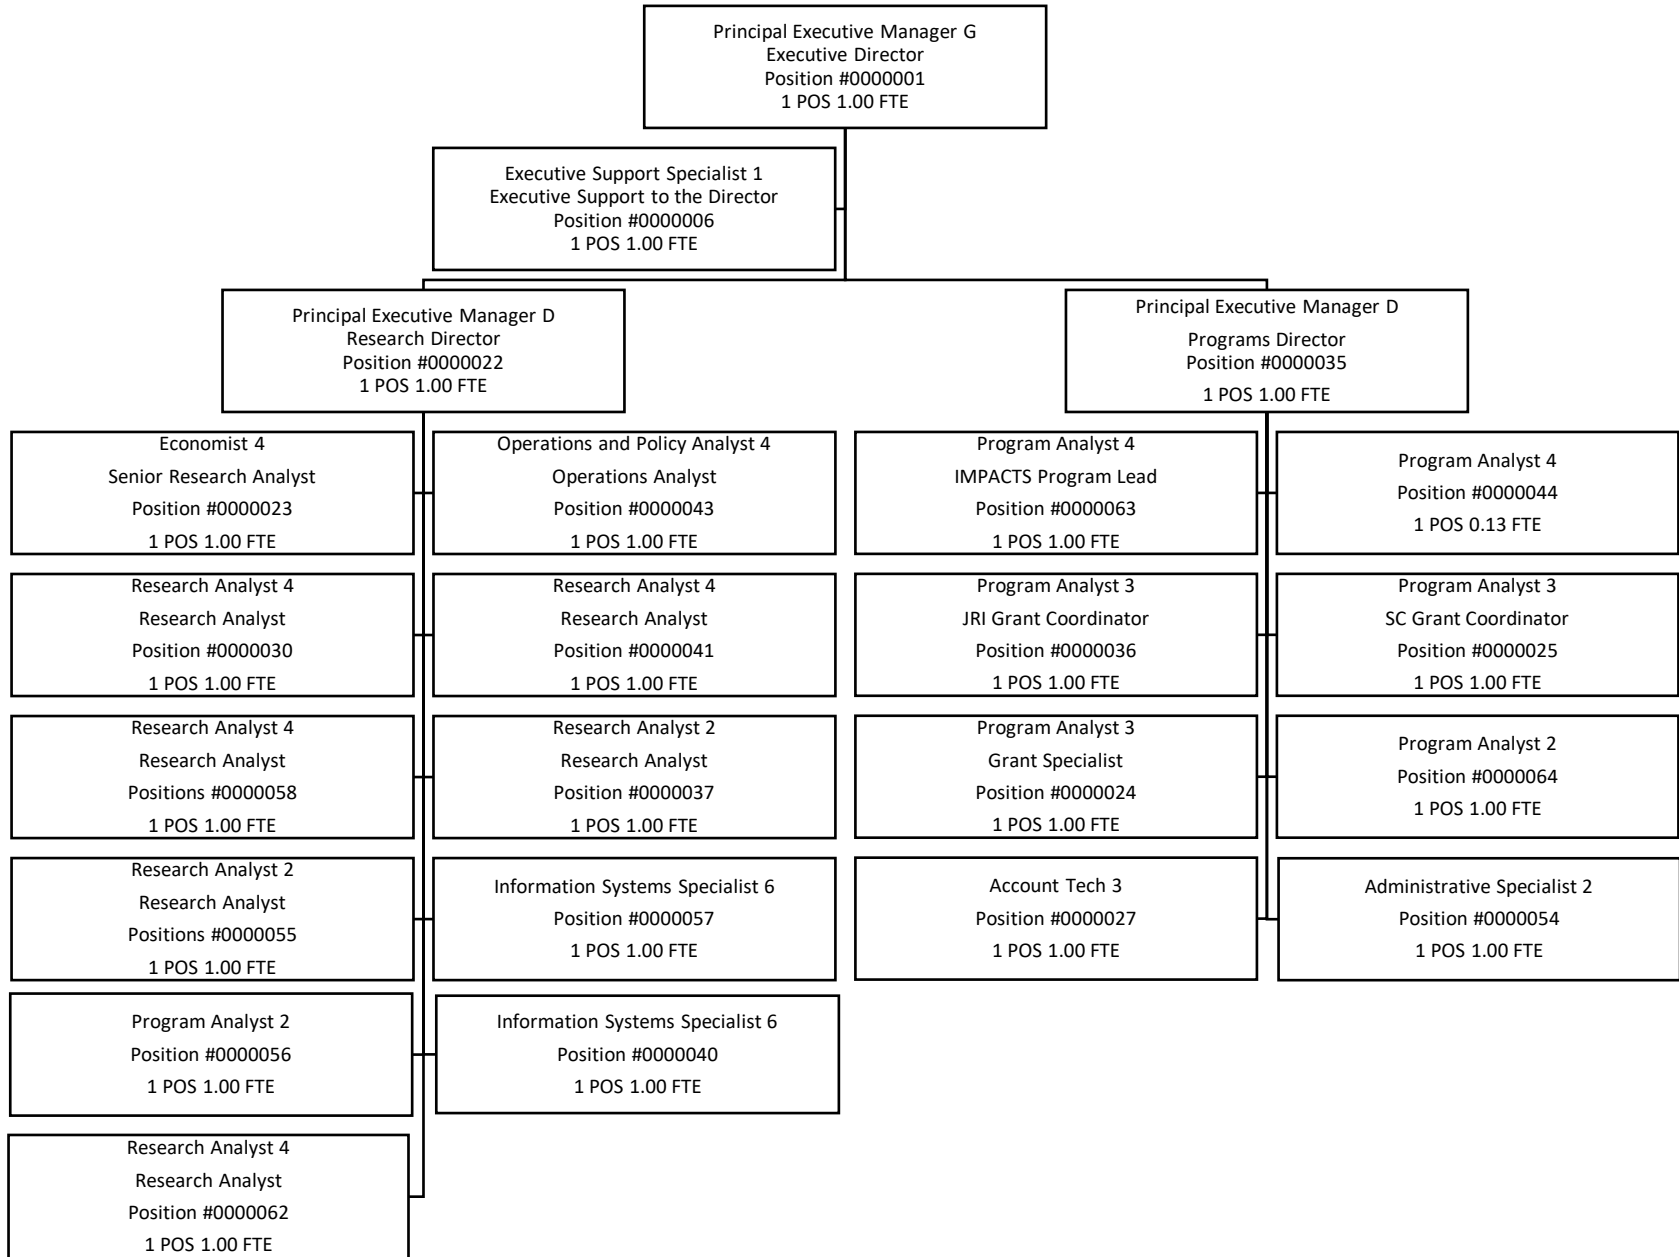 Principal Executive Manager G
Executive Director
Position #0000001
1 POS 1.00 FTE
Executive Support Specialist 1
Executive Support to the Director
Position #0000006
1 POS 1.00 FTE
Principal Executive Manager D
Research Director
Position #0000022
1 POS 1.00 FTE
Principal Executive Manager D
Programs Director
Position #0000035
1 POS 1.00 FTE
Economist 4
Senior Research Analyst
Position #0000023
1 POS 1.00 FTE
Operations and Policy Analyst 4
Operations Analyst
Position #0000043
1 POS 1.00 FTE
Program Analyst 4
IMPACTS Program Lead
Position #0000063
1 POS 1.00 FTE
Program Analyst 4
Position #0000044
1 POS 0.13 FTE
Research Analyst 4
Research Analyst
Position #0000030
1 POS 1.00 FTE
Research Analyst 4
Research Analyst
Position #0000041
1 POS 1.00 FTE
Program Analyst 3
JRI Grant Coordinator
Position #0000036
1 POS 1.00 FTE
Program Analyst 3
SC Grant Coordinator
Position #0000025
1 POS 1.00 FTE
Research Analyst 4
Research Analyst
Positions #0000058
1 POS 1.00 FTE
Research Analyst 2
Research Analyst
Position #0000037
1 POS 1.00 FTE
Program Analyst 3
Grant Specialist
Position #0000024
1 POS 1.00 FTE
Program Analyst 2
Position #0000064
1 POS 1.00 FTE
Research Analyst 2
Research Analyst
Positions #0000055
1 POS 1.00 FTE
Information Systems Specialist 6
Position #0000057
1 POS 1.00 FTE
Account Tech 3
Position #0000027
1 POS 1.00 FTE
Administrative Specialist 2
Position #0000054
1 POS 1.00 FTE
Program Analyst 2
Position #0000056
1 POS 1.00 FTE
Information Systems Specialist 6
Position #0000040
1 POS 1.00 FTE
Research Analyst 4
Research Analyst
Position #0000062
1 POS 1.00 FTE